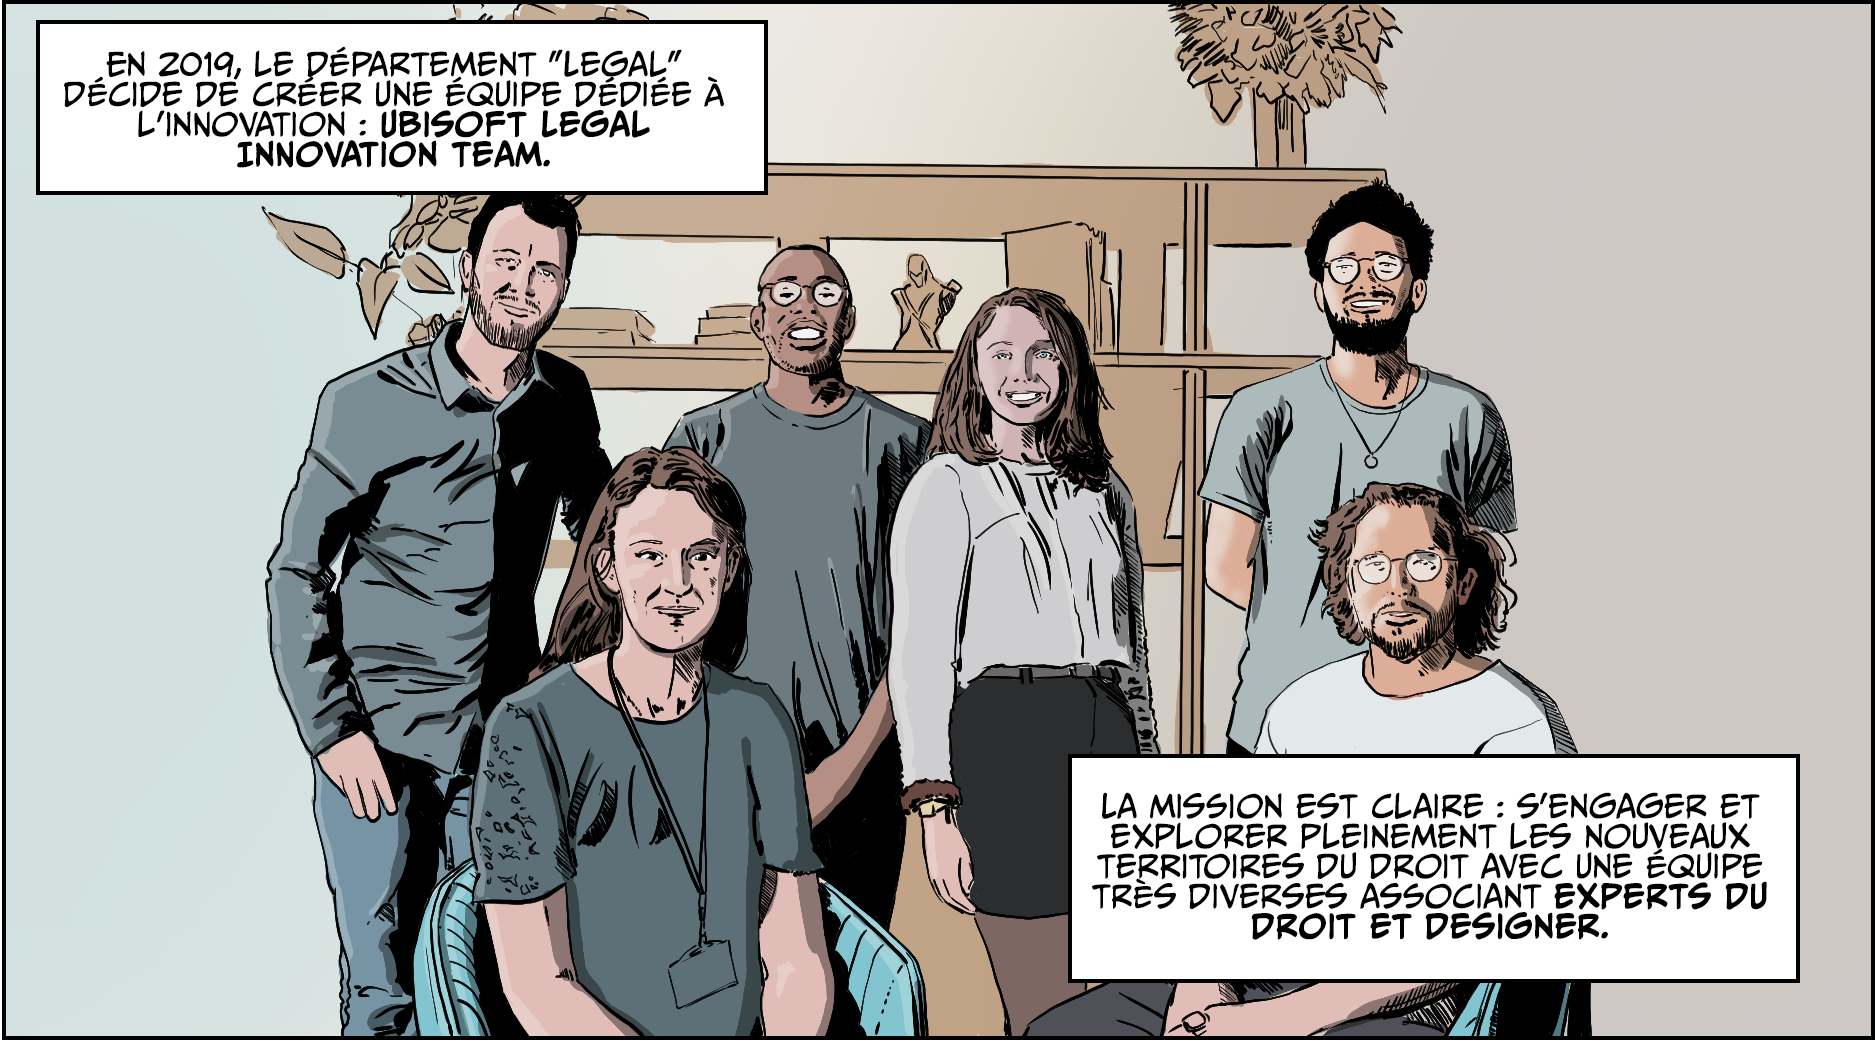 EN 2019, LE DÉPARTEMENT "LEGAL"
DÉCIDE DE CRÉER UNE ÉQUIPE DÉDIÉE À
L'INNOVATION : UBISOFT LEGAL
INNOVATION TEAM.
LA MISSION EST CLAIRE : S'ENGAGER ET
EXPLORER PLEINEMENT LES NOUVEAUX
TERRITOIRES DU DROIT AVEC UNE ÉQUIPE
TRÈS DIVERSES ASSOCIANT EXPERTS DU
DROIT ET DESIGNER.